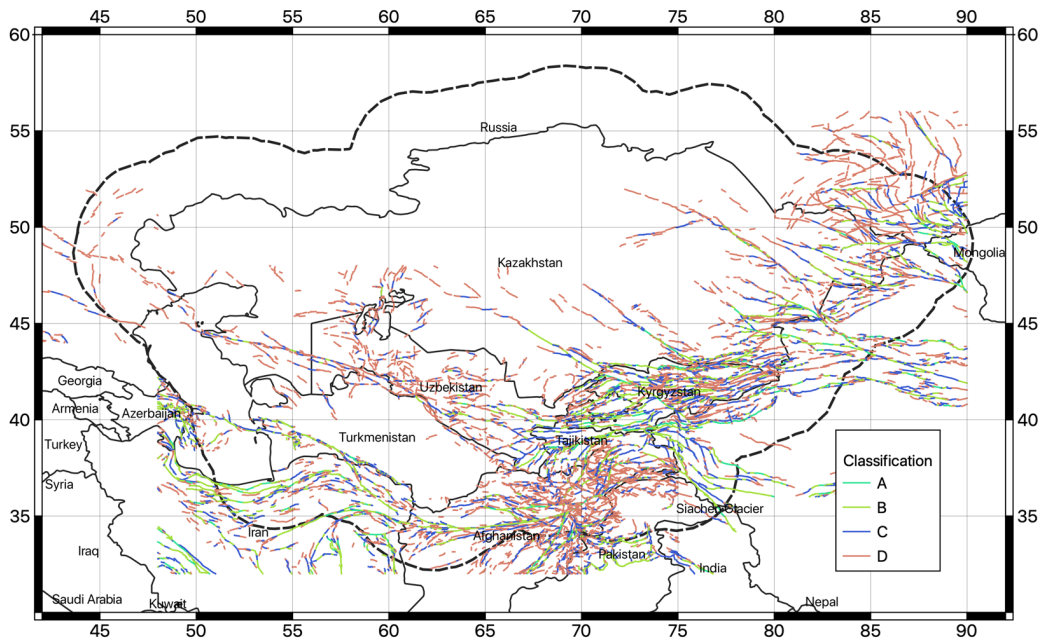 45 50 55 60 65 70 75 80 85 90
60 60
Russia
55 55
50 50
Mongolia
Kazakhstan
45 45
Georgia
Uzbekistan
Kyrgyzstan
Armenia
Azerbaijan
40 40
Turkmenistan
Tajikistan
Turkey
Classification
Syria
A
B
Siachen Glacier
35 35
Iran
Afghanistan
C
Iraq
Pakistan
D
India
Saudi Arabia
Kuwait
Nepal
45 50 55 60 65 70 75 80 85 90